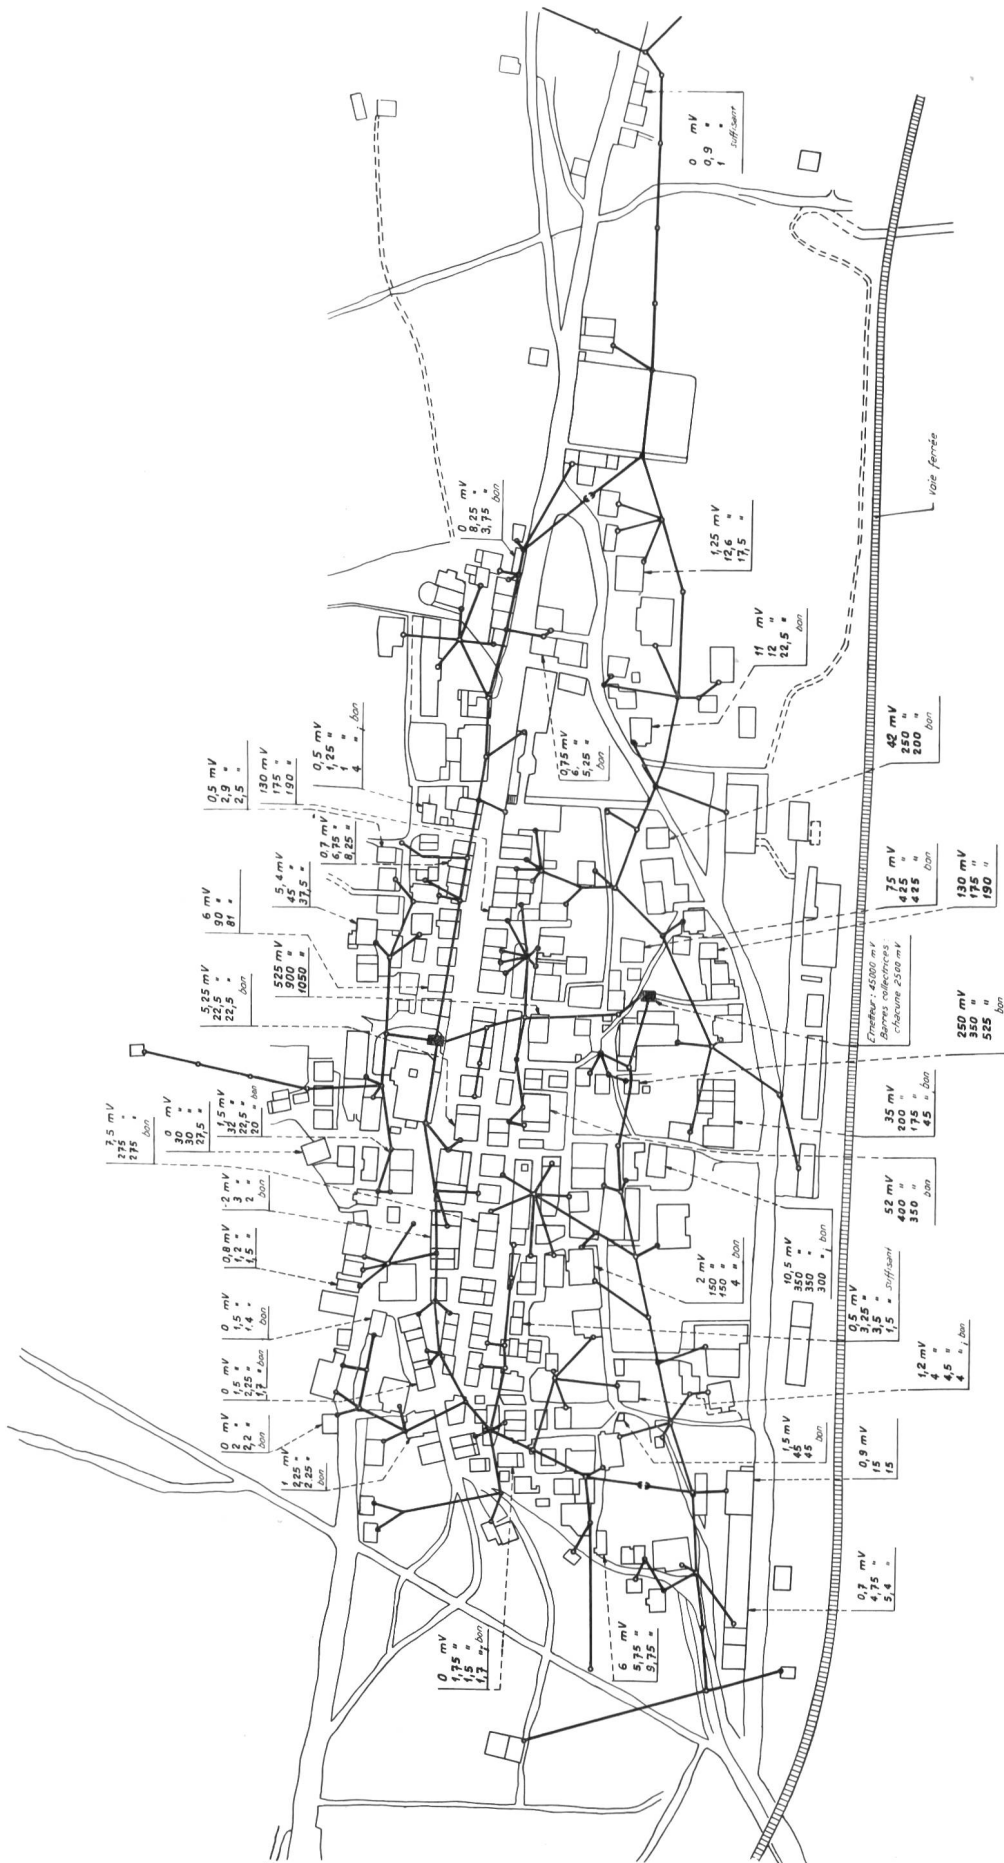 0 mV
0,9 "
1 "
suffisant
0 mV
8,25 "
3,75 "
bon
voie ferrée
1,25 mV
12,6 "
17,5 "
11 mV
12 "
22,5 "
bon
0,5 mV
1,25 "
1 "
4 " ; bon
130 mV
175 "
190 "
0,5 mV
2,9 "
2,5 "
0,75 mV
6, "
5,25 "
bon
42 mV
250 "
200 "
bon
0,7 mV
6,75 "
8,25 "
5,4 mV
45 "
37,5 "
6 mV
90 "
81 "
75 mV
425 "
425 "
bon
130 mV
175 "
190 "
525 mV
900 "
1050 "
5,25 mV
22,5 "
22,5 "
bon
Emetteur : 45000 mV
Barres collectrices :
chacune 2500 mV
250 mV
350 "
525 "
bon
1,5 mV
32 "
22,5 "
20 " bon
0 mV
30 "
30 "
27,5 "
7,5 mV
275 "
275 "
bon
35 mV
200 "
175 "
45 " bon
52 mV
400 "
350 "
bon
2 mV
3 "
2 "
bon
0,8 mV
1,2 "
1,5 "
2 mV
150 "
150 "
4 " bon
10,5 mV
350 "
350 "
300 " ; bon
0 mV
1,5 "
1,4 "
bon
0,5 mV
3,25 "
3,5 "
1,5 " suffisant
0 mV
1,5 "
2,25 "
1,7 " bon
1,2 mV
4 "
4,5 "
4 " ; bon
0 mV
2 "
2,2 "
bon
1 mV
2,25 "
2,25 "
bon
1,5 mV
45
45
bon
0,9 mV
15
15
0 mV
1,75 "
1,5 "
1,7 " ; bon
6 mV
5,75 "
9,75 "
0,7 mV
4,75 "
5,4 "